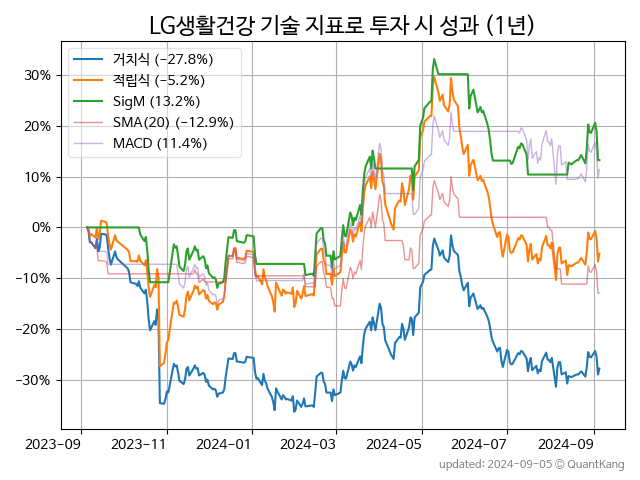 LG생활건강 기술 지표로 투자 시 성과 (1년)
거치식 (−27.8%)
적립식 (−5.2%)
SigM (13.2%)
SMA(20) (−12.9%)
MACD (11.4%)
30%
20%
10%
0%
−10%
−20%
−30%
2023-09 2023-11 2024-01 2024-03 2024-05 2024-07 2024-09
updated: 2024-09-05 © QuantKang